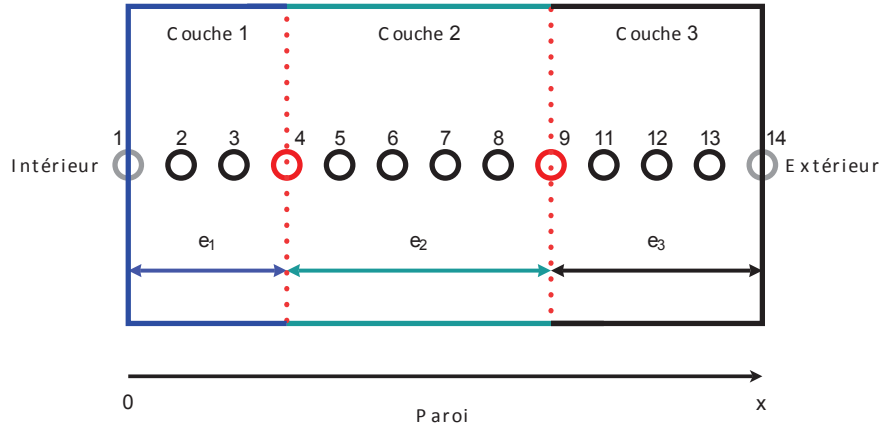 Couche 1 Couche 2 Couche 3
1 2 3 4 5 6 7 8 9 11 12 13 14
Intérieur Extérieur
e1 e2 e3
0 x
Paroi